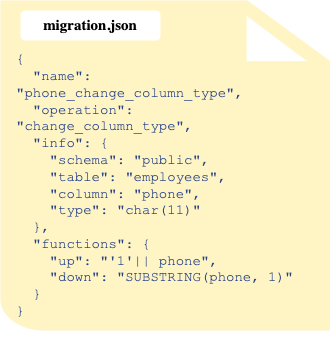 migration.json
{
  "name":
"phone_change_column_type",
  "operation":
"change_column_type",
  "info": {
    "schema": "public",
    "table": "employees",
    "column": "phone",
    "type": "char(11)"
  },
  "functions": {
    "up": "'1'|| phone",
    "down": "SUBSTRING(phone, 1)"
  }
}